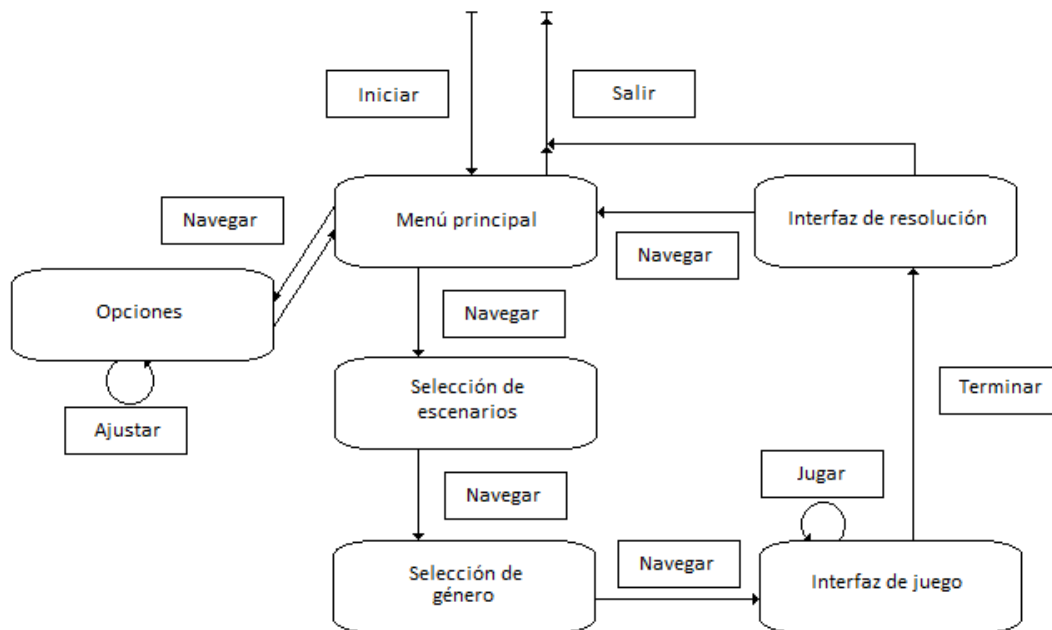 Iniciar
Salir
Navegar
Menú principal
Interfaz de resolución
Navegar
Opciones
Navegar
Selección de
escenarios
Terminar
Ajustar
Jugar
Navegar
Selección de
género
Navegar
Interfaz de juego